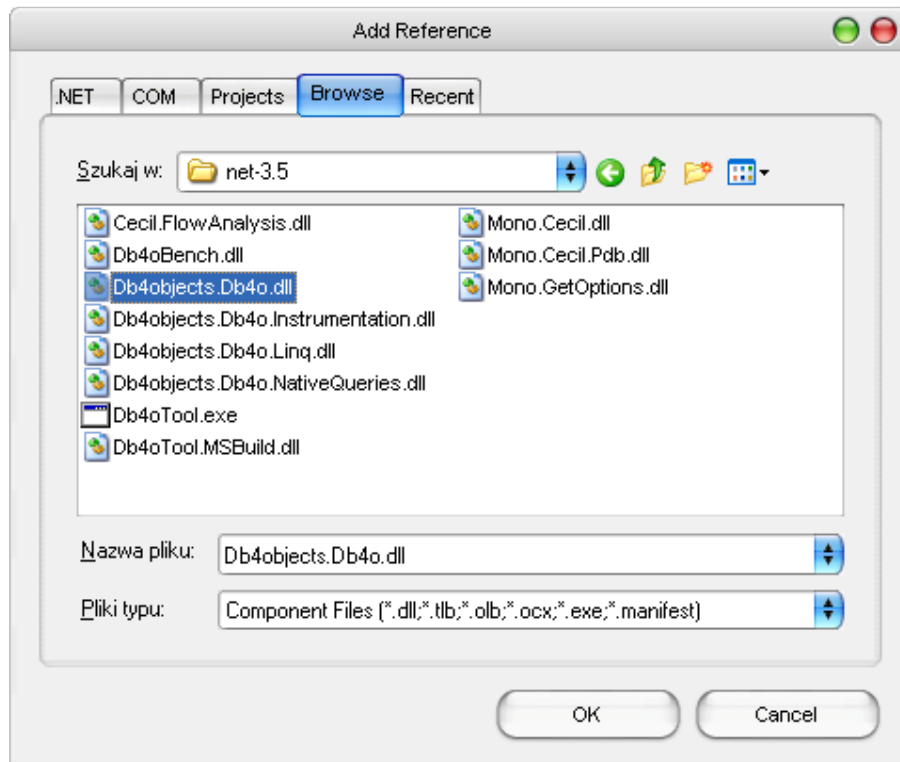 Add Reference
.NET COM Projects Browse Recent
Szukaj w: net-3.5
Cecil.FlowAnalysis.dll
Db4oBench.dll
Db4objects.Db4o.dll
Db4objects.Db4o.Instrumentation.dll
Db4objects.Db4o.Linq.dll
Db4objects.Db4o.NativeQueries.dll
Db4oTool.exe
Db4oTool.MSBuild.dll
Mono.Cecil.dll
Mono.Cecil.Pdb.dll
Mono.GetOptions.dll
Nazwa pliku: Db4objects.Db4o.dll
Pliki typu: Component Files (*.dll;*.tlb;*.olb;*.ocx;*.exe;*.manifest)
OK Cancel